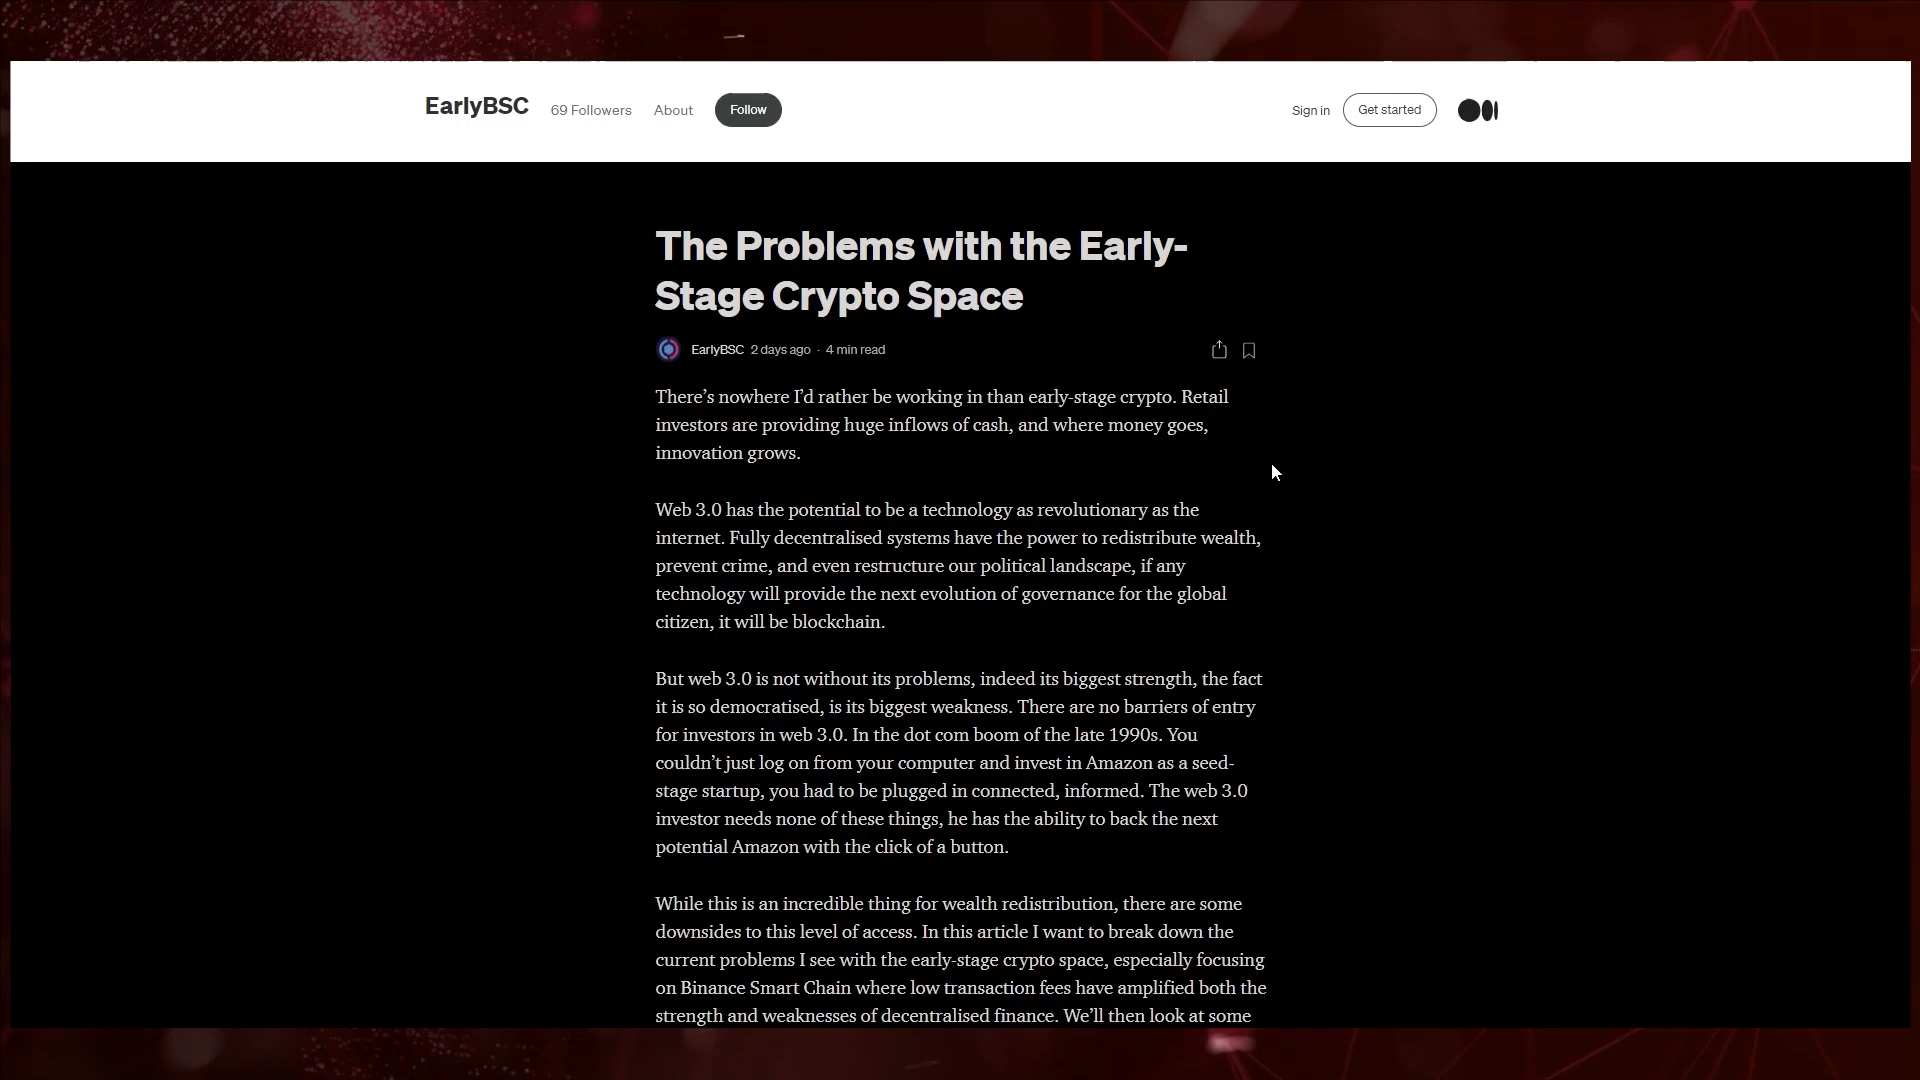 EarlyBSC 69 Followers About Follow Sign in Get started
The Problems with the Early-
Stage Crypto Space
EarlyBSC 2 days ago · 4 min read
There’s nowhere I’d rather be working in than early-stage crypto. Retail
investors are providing huge inflows of cash, and where money goes,
innovation grows.
Web 3.0 has the potential to be a technology as revolutionary as the
internet. Fully decentralised systems have the power to redistribute wealth,
prevent crime, and even restructure our political landscape, if any
technology will provide the next evolution of governance for the global
citizen, it will be blockchain.
But web 3.0 is not without its problems, indeed its biggest strength, the fact
it is so democratised, is its biggest weakness. There are no barriers of entry
for investors in web 3.0. In the dot com boom of the late 1990s. You
couldn’t just log on from your computer and invest in Amazon as a seed-
stage startup, you had to be plugged in connected, informed. The web 3.0
investor needs none of these things, he has the ability to back the next
potential Amazon with the click of a button.
While this is an incredible thing for wealth redistribution, there are some
downsides to this level of access. In this article I want to break down the
current problems I see with the early-stage crypto space, especially focusing
on Binance Smart Chain where low transaction fees have amplified both the
strength and weaknesses of decentralised finance. We’ll then look at some